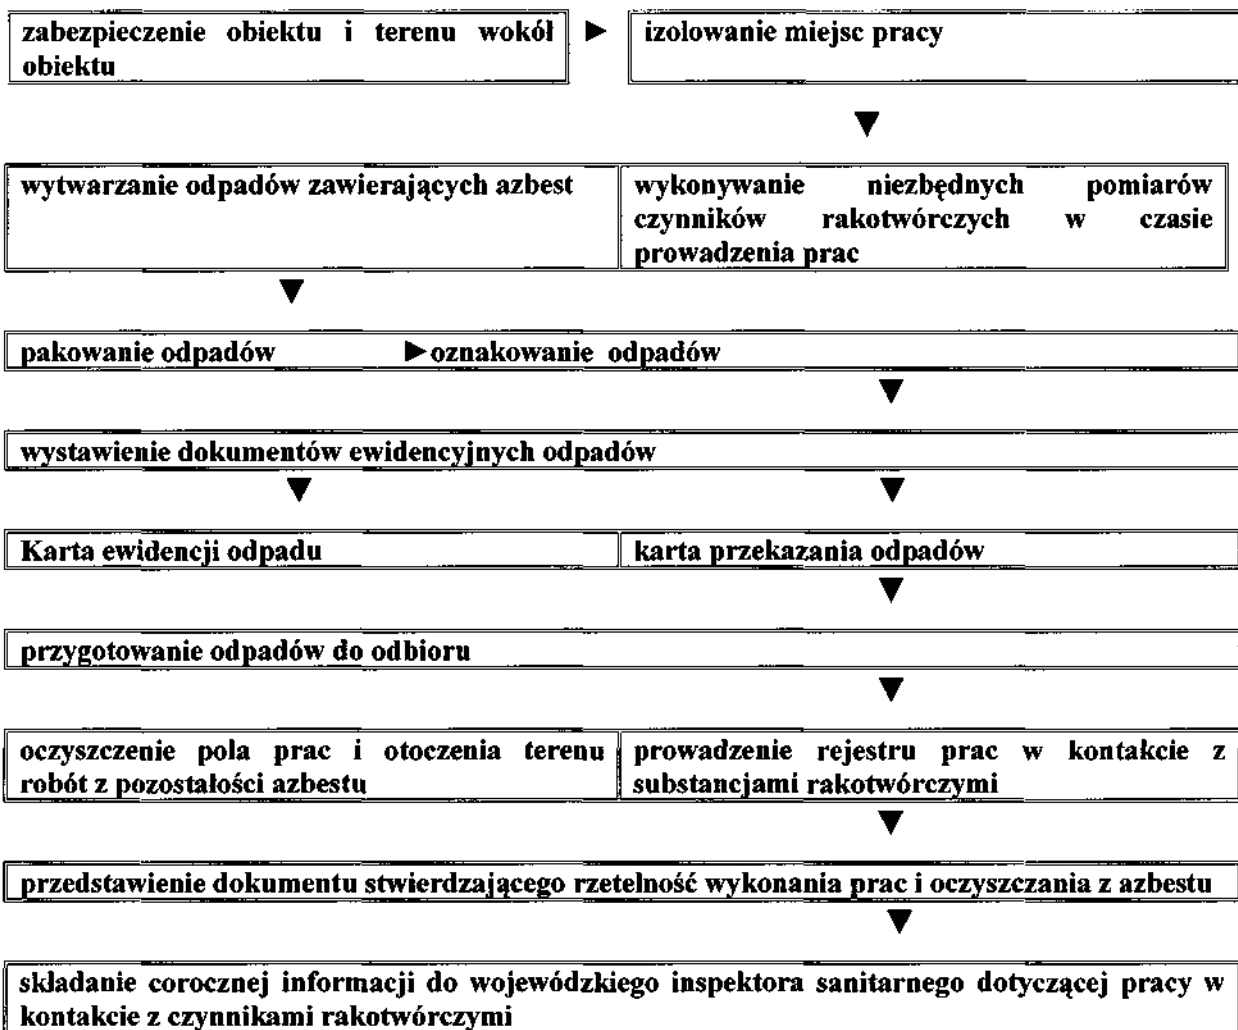 zabezpieczenie obiektu i terenu wokół ► izolowanie miejsc pracy
obiektu
▼
wytwarzanie odpadów zawierających azbest wykonywanie niezbędnych pomiarów
czynników rakotwórczych w czasie
prowadzenia prac
▼
pakowanie odpadów ►oznakowanie odpadów
▼
wystawienie dokumentów ewidencyjnych odpadów
▼ ▼
Karta ewidencji odpadu karta przekazania odpadów
▼
przygotowanie odpadów do odbioru
▼
oczyszczenie pola prac i otoczenia terenu prowadzenie rejestru prac w kontakcie z
robót z pozostałości azbestu substancjami rakotwórczymi
▼
przedstawienie dokumentu stwierdzającego rzetelność wykonania prac i oczyszczania z azbestu
▼
składanie corocznej informacji do wojewódzkiego inspektora sanitarnego dotyczącej pracy w
kontakcie z czynnikami rakotwórczymi